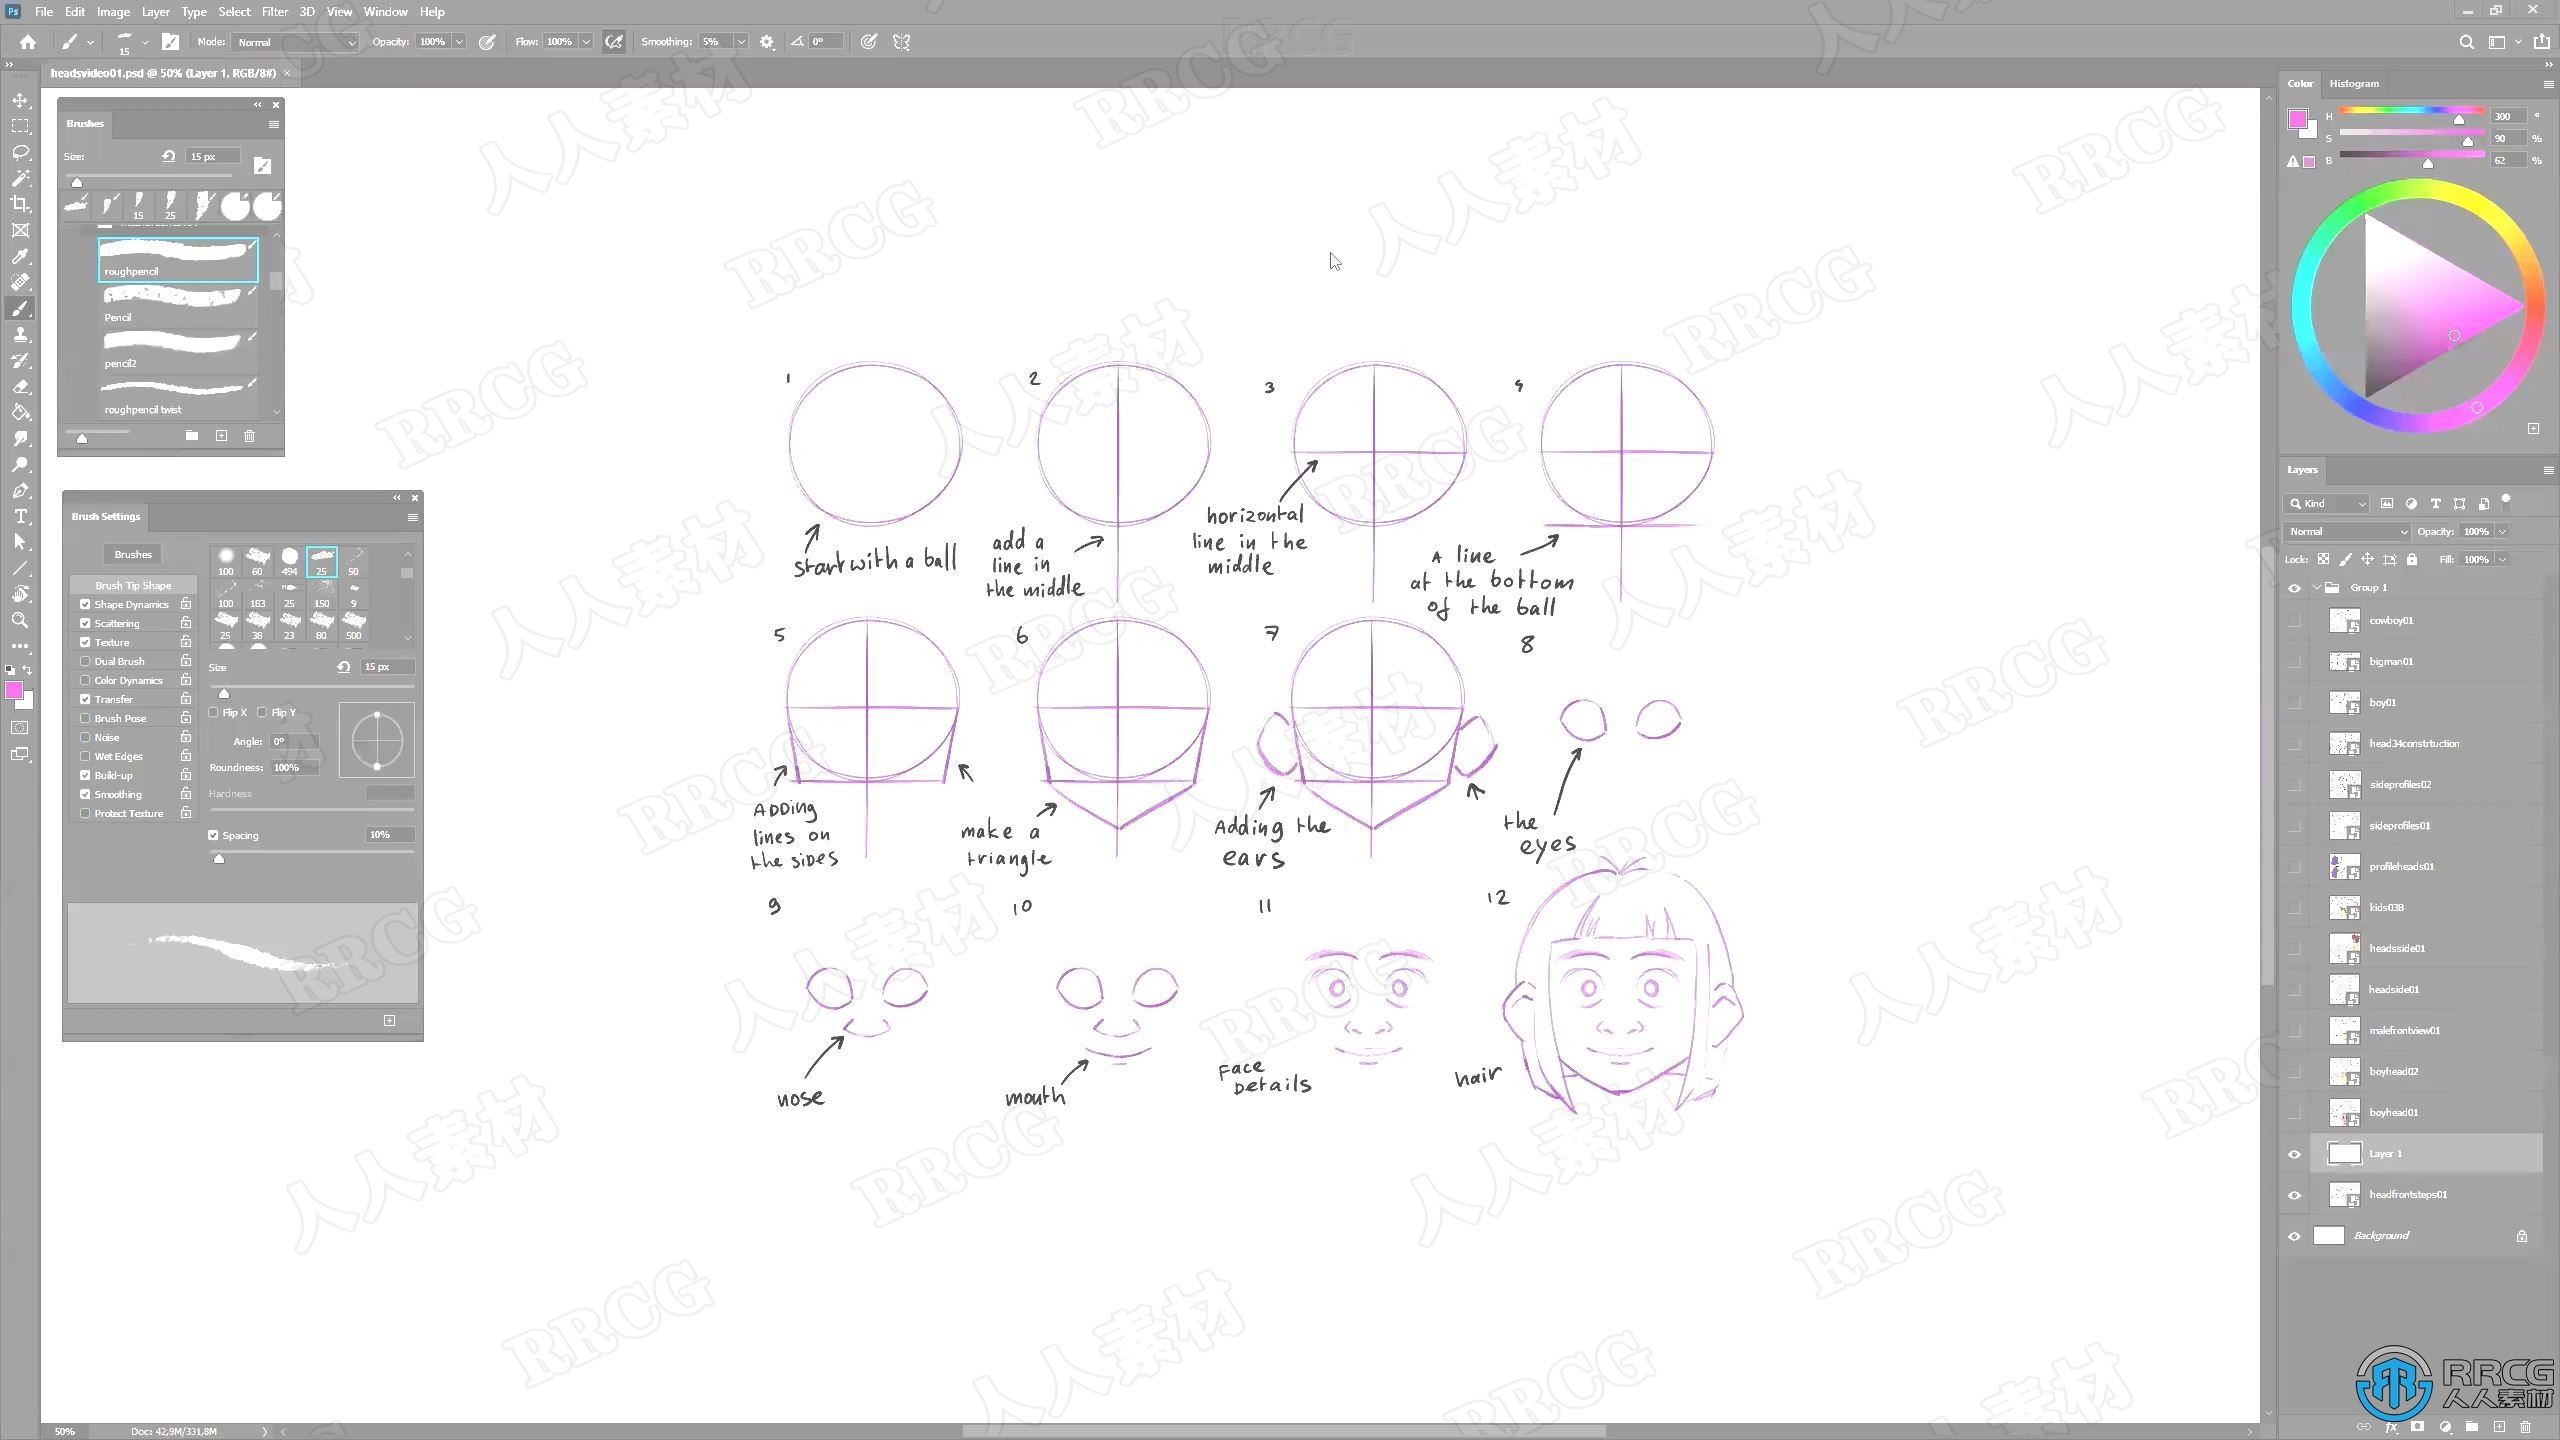 Ps File Edit Image Layer Type Select Filter 3D View Window Help
15 Mode: Normal Opacity: 100% Flow: 100% Smoothing: 5% 0°
headsvideo01.psd @ 50% (Layer 1, RGB/8#)
Brushes
Size: 15 px
15 25
roughpencil
Pencil
pencil2
roughpencil twist
Brush Settings
Brushes
Brush Tip Shape
Shape Dynamics
Scattering
Texture
Dual Brush
Color Dynamics
Transfer
Brush Pose
Noise
Wet Edges
Build-up
Smoothing
Protect Texture
100 60 494 25 50
100 183 25 150 9
25 38 23 80 500
Size 15 px
Flip X Flip Y
Angle: 0°
Roundness: 100%
Hardness
Spacing 10%
1
start with a ball
2
add a
line in
the middle
3
horizontal
line in the
middle
4
A line
at the bottom
of the ball
5
Adding
lines on
the sides
6
make a
triangle
7
Adding the
ears
8
the
eyes
9
nose
10
mouth
11
Face
Details
12
hair
Color Histogram
H 300 °
S 90 %
B 62 %
Layers
Kind
Normal Opacity: 100%
Lock: Fill: 100%
Group 1
cowboy01
bigman01
boy01
head34constrtuction
sideprofiles02
sideprofiles01
profileheads01
kids03B
headsside01
headside01
malefrontview01
boyhead02
boyhead01
Layer 1
headfrontsteps01
Background
50% Doc: 42,9M/331,8M
RRCG
人人素材